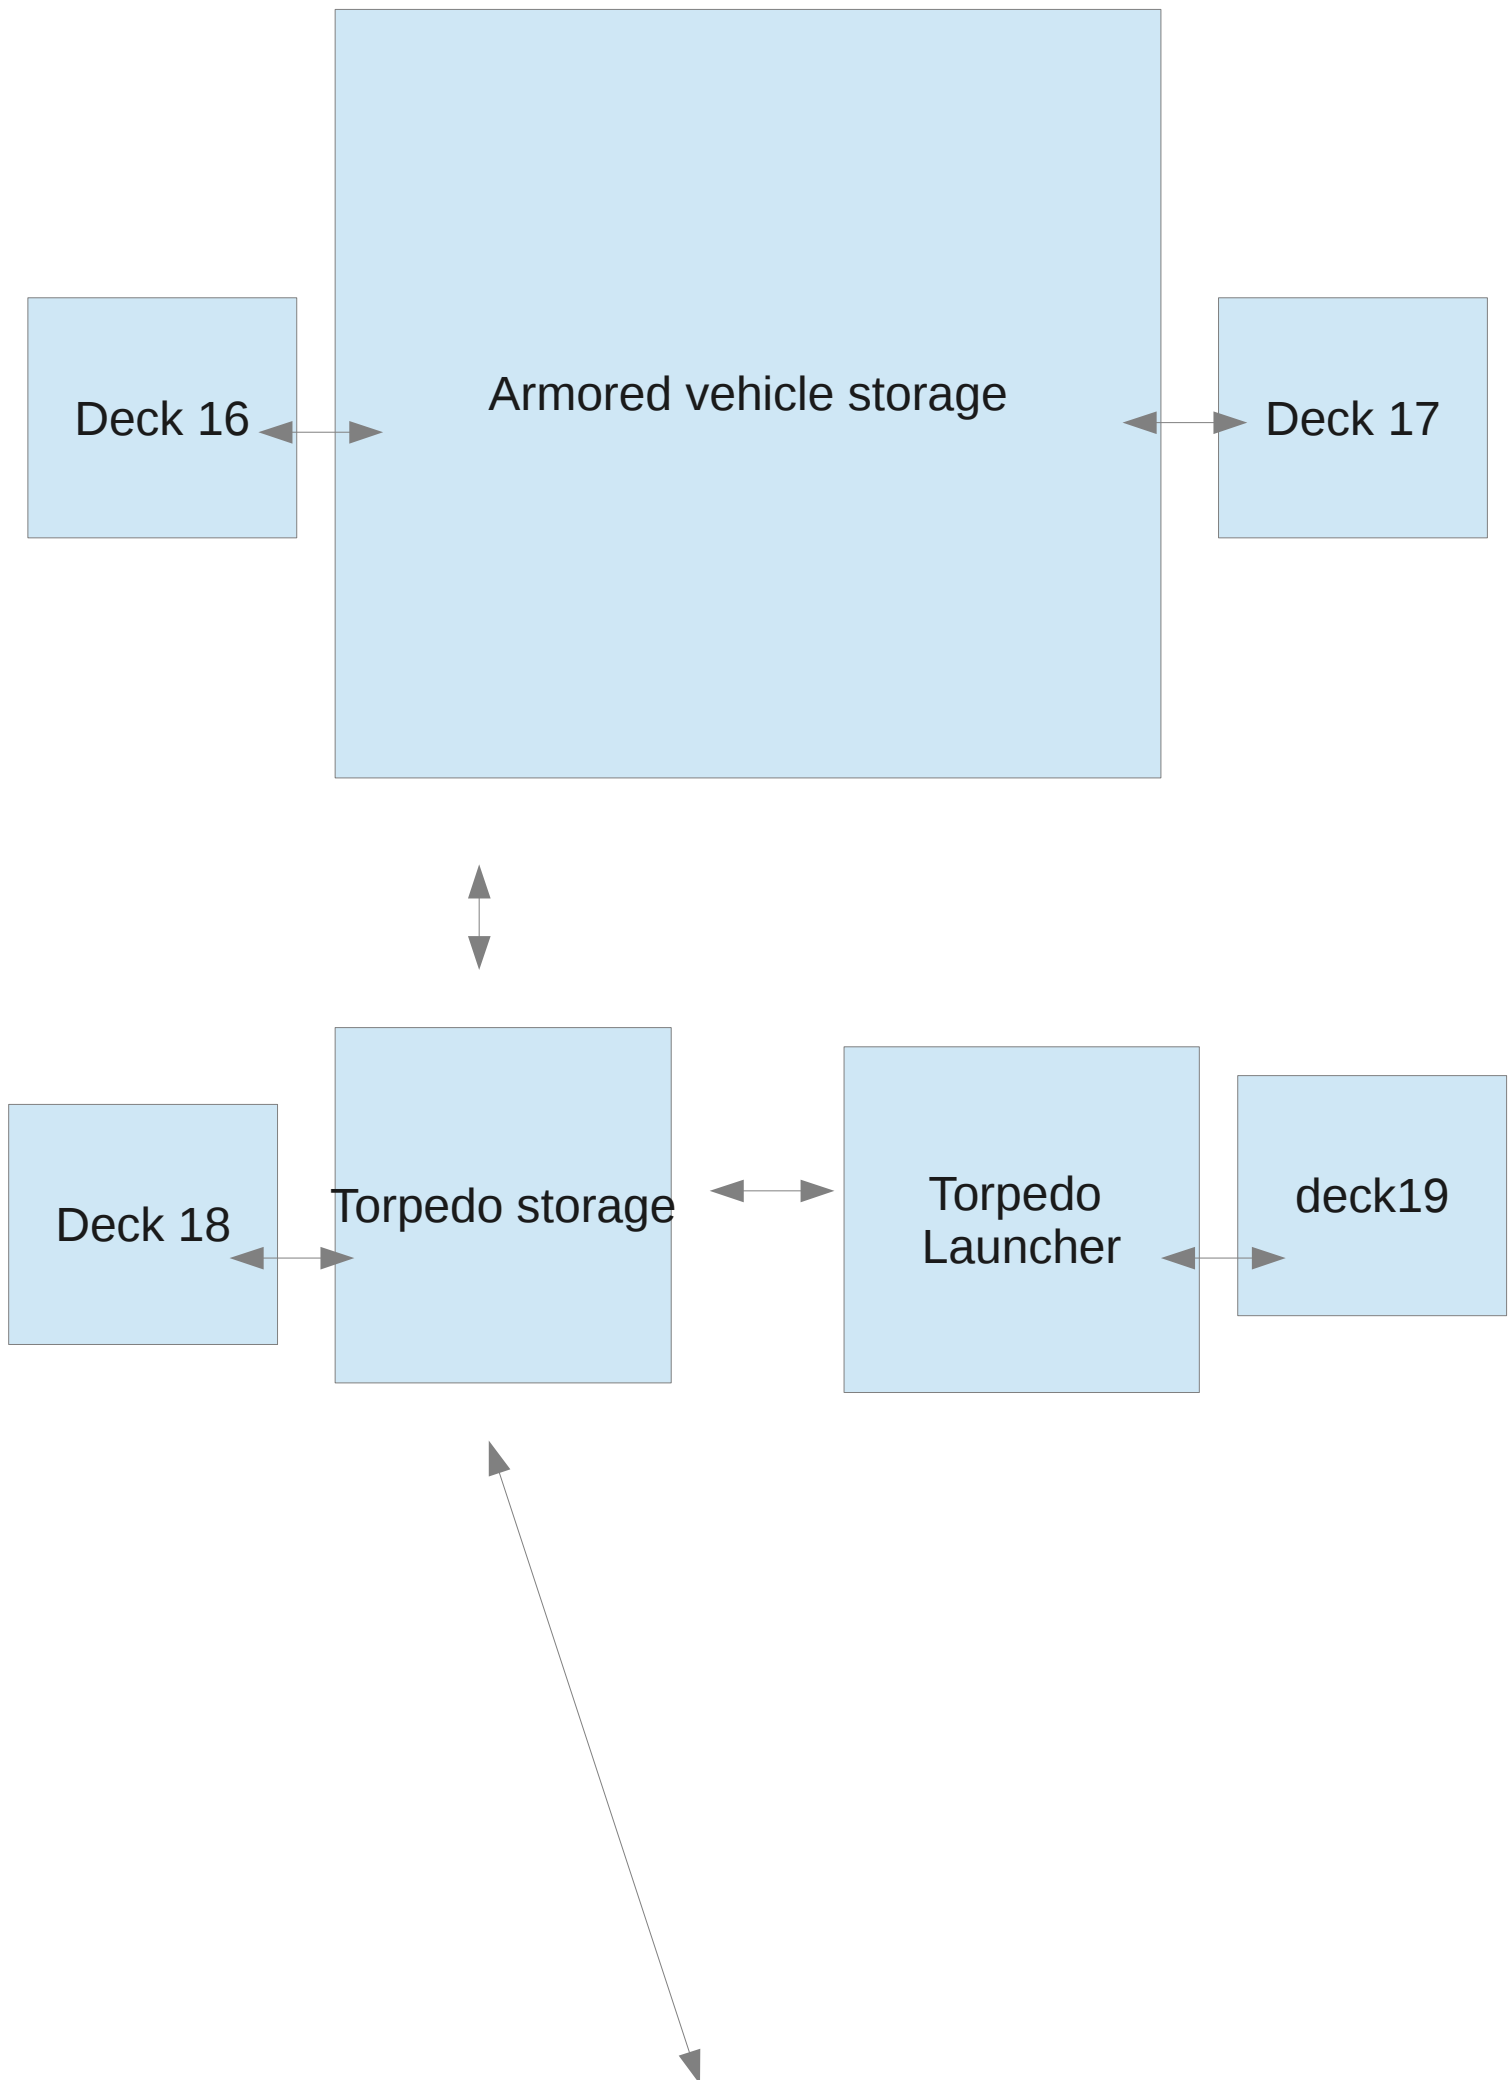 Armored vehicle storage
Deck 16
Deck 17
Torpedo storage
Torpedo
Launcher
deck19
Deck 18